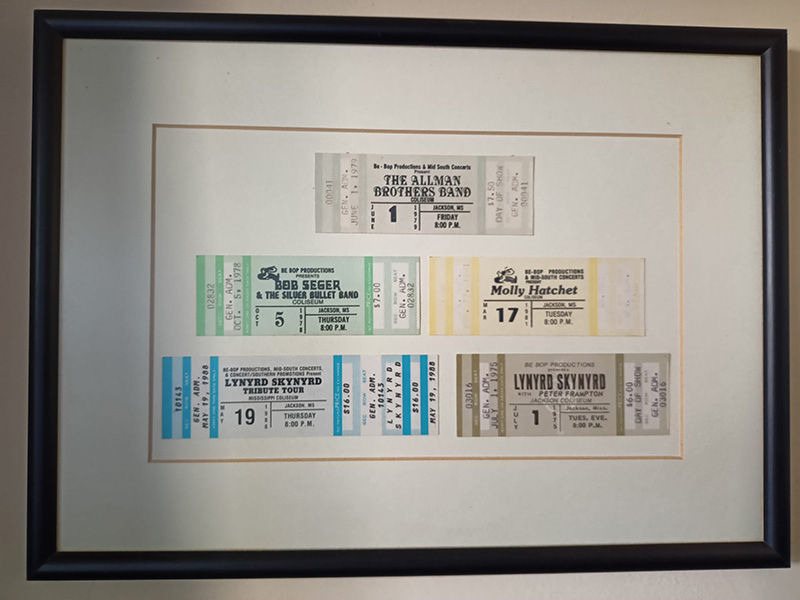 00041
GEN. ADM.
JUNE 1, 1979
Be - Bop Productions & Mid South Concerts
Present
THE ALLMAN
BROTHERS BAND
COLISEUM
JUNE
1
1979
JACKSON, MS
FRIDAY
8:00 P.M.
$7.50
DAY OF SHOW
GEN. ADM.
00041
02832
GEN. ADM.
OCT. 5, 1978
BE BOP PRODUCTIONS
PRESENTS
BOB SEGER
& THE SILVER BULLET BAND
COLISEUM
OCT
5
1978
JACKSON, MS
THURSDAY
8:00 P.M.
$7.00
GEN. ADM.
02832
BE-BOP PRODUCTIONS
& MID-SOUTH CONCERTS
PRESENT
Molly Hatchet
COLISEUM
MAR
17
1981
JACKSON, MS
TUESDAY
8:00 P.M.
10143
GEN. ADM.
MAY 19, 1988
BE-BOP PRODUCTIONS, MID-SOUTH CONCERTS,
& CONCERT/SOUTHERN PROMOTIONS Present
LYNYRD SKYNYRD
TRIBUTE TOUR
MISSISSIPPI COLISEUM
MAY
19
1988
JACKSON, MS
THURSDAY
8:00 P.M.
$16.00
GEN. ADM.
10143
LYNYRD
SKYNYRD
$16.00
MAY 19, 1988
03016
GEN. ADM.
JULY 1, 1975
BE BOP PRODUCTIONS
PRESENTS
LYNYRD SKYNYRD
WITH PETER FRAMPTON
JACKSON COLISEUM
JULY
1
1975
Jackson, Miss.
TUES. EVE.
8:00 P.M.
$6.00
DAY OF SHOW
GEN. ADM.
03016